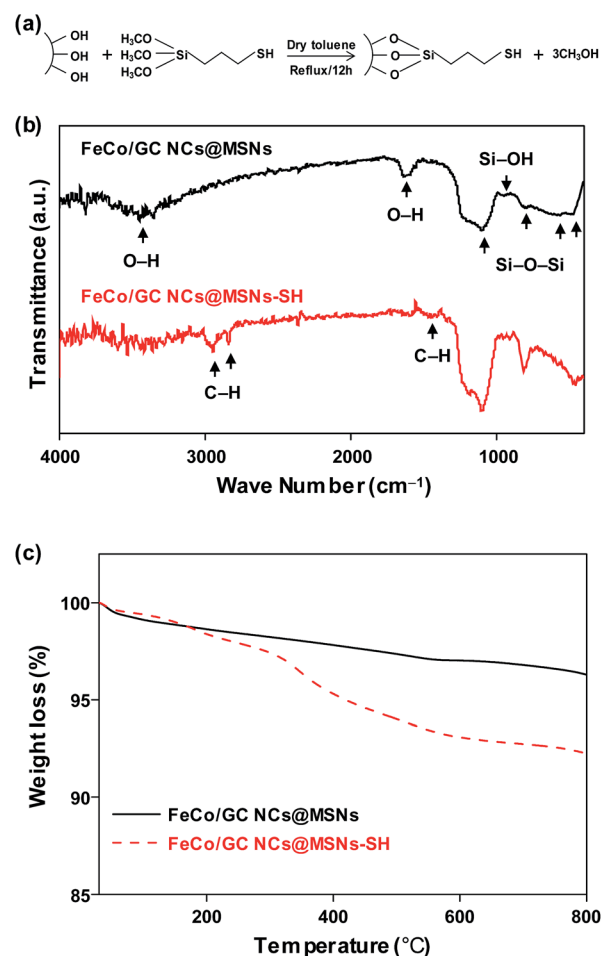 (a)
OH
OH
OH
+
H₃CO
H₃CO
H₃CO
Si
SH
Dry toluene
Reflux/12h
O
O
O
Si
SH
+ 3CH₃OH
(b)
FeCo/GC NCs@MSNs
Si–OH
O–H
O–H
Si–O–Si
FeCo/GC NCs@MSNs-SH
C–H
C–H
Transmittance (a.u.)
4000 3000 2000 1000
Wave Number (cm⁻¹)
(c)
100
95
90
85
Weight loss (%)
FeCo/GC NCs@MSNs
FeCo/GC NCs@MSNs-SH
200 400 600 800
Temperature (°C)